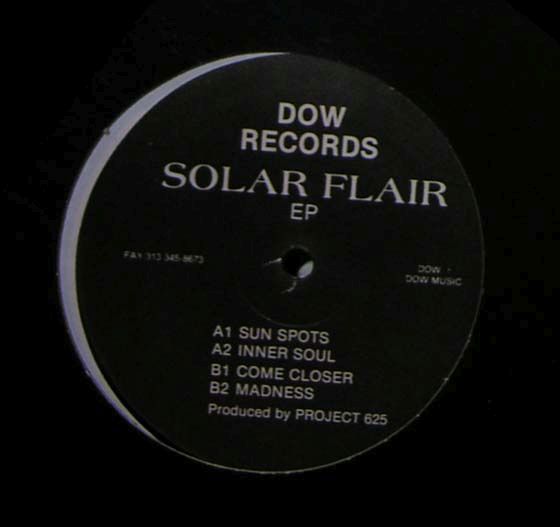 DOW
RECORDS
SOLAR FLAIR
EP
FAX 313 345-8673
DOW -
DOW MUSIC
A1 SUN SPOTS
A2 INNER SOUL
B1 COME CLOSER
B2 MADNESS
Produced by PROJECT 625